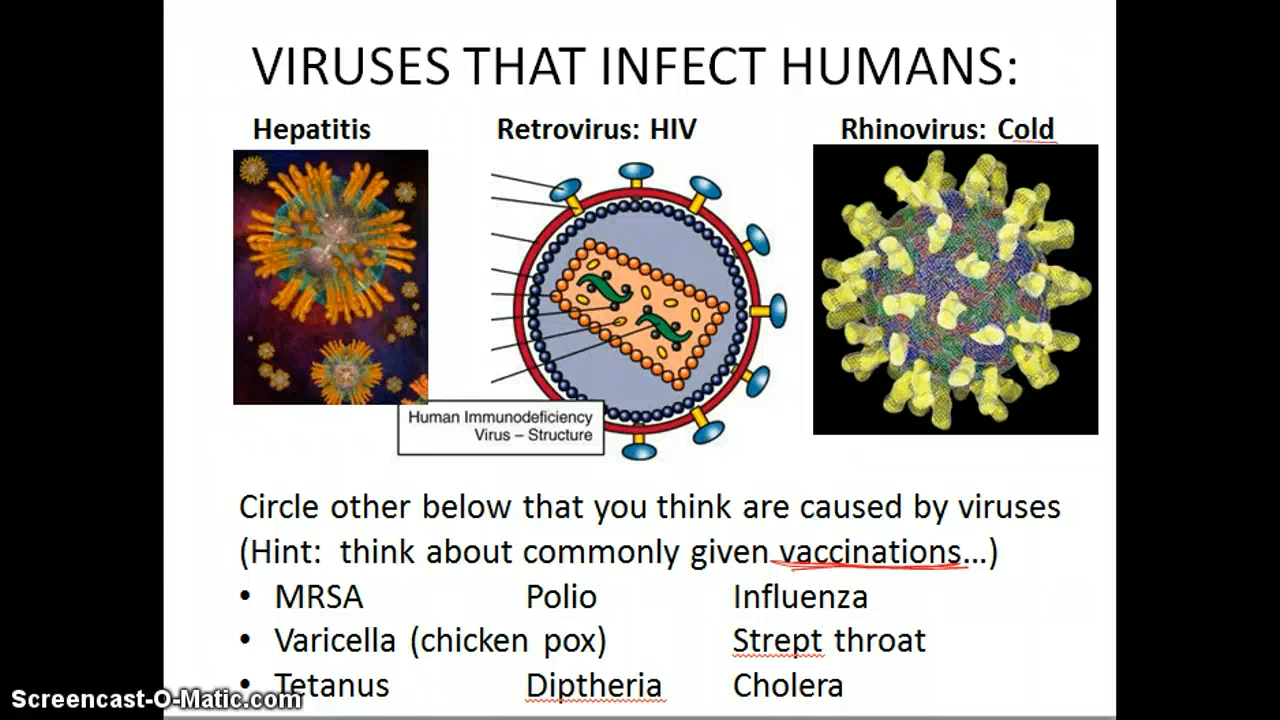 VIRUSES THAT INFECT HUMANS:
Hepatitis Retrovirus: HIV Rhinovirus: Cold
Human Immunodeficiency
Virus – Structure
Circle other below that you think are caused by viruses
(Hint: think about commonly given vaccinations…)
• MRSA Polio Influenza
• Varicella (chicken pox) Strept throat
• Tetanus Diptheria Cholera
Screencast-O-Matic.com